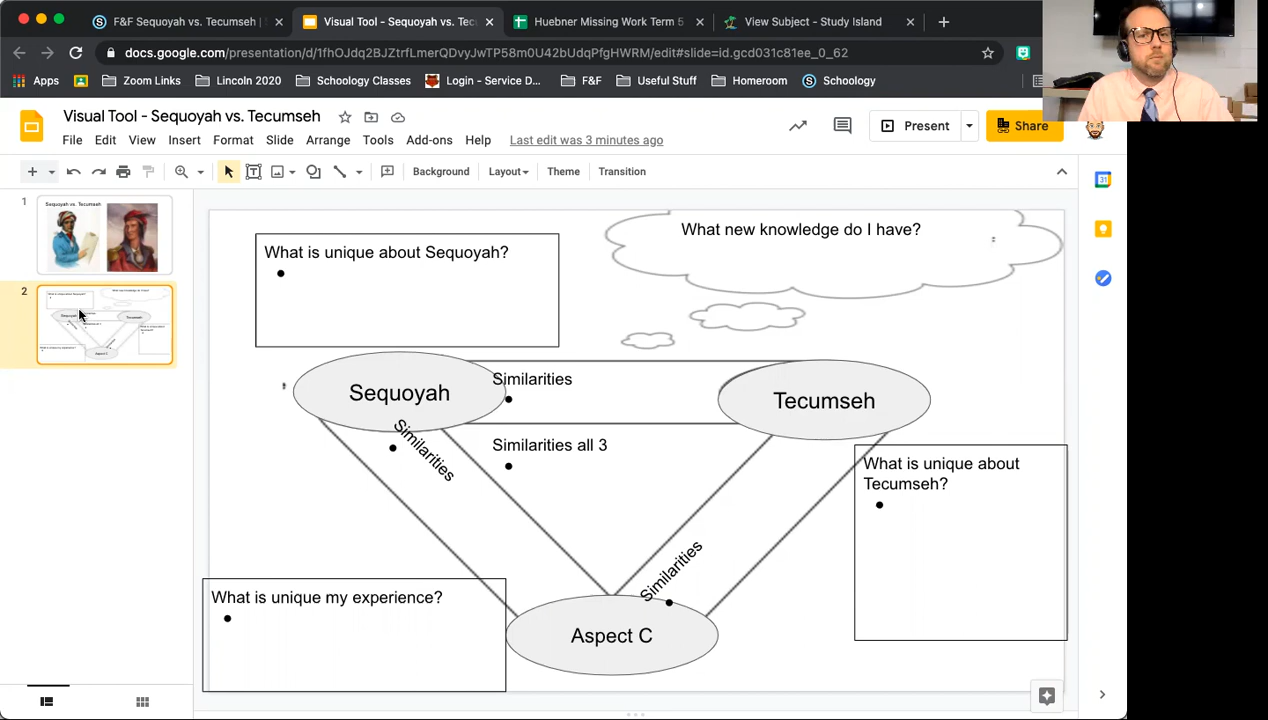 F&F Sequoyah vs. Tecumseh |
Visual Tool - Sequoyah vs. Tec
Huebner Missing Work Term 5
View Subject - Study Island
docs.google.com/presentation/d/1fhOJdq2BJZtrfLmerQDvyJwTP58m0U42bUdqPfgHWRM/edit#slide=id.gcd031c81ee_0_62
Apps
Zoom Links
Lincoln 2020
Schoology Classes
Login - Service D...
F&F
Useful Stuff
Homeroom
Schoology
Visual Tool - Sequoyah vs. Tecumseh
File Edit View Insert Format Slide Arrange Tools Add-ons Help
Last edit was 3 minutes ago
Present
Share
Background Layout Theme Transition
1
Sequoyah vs. Tecumseh
2
What is unique about Sequoyah?
What new knowledge do I have?
Sequoyah
Similarities
Tecumseh
Similarities
Similarities all 3
What is unique about
Tecumseh?
Similarities
What is unique my experience?
Aspect C